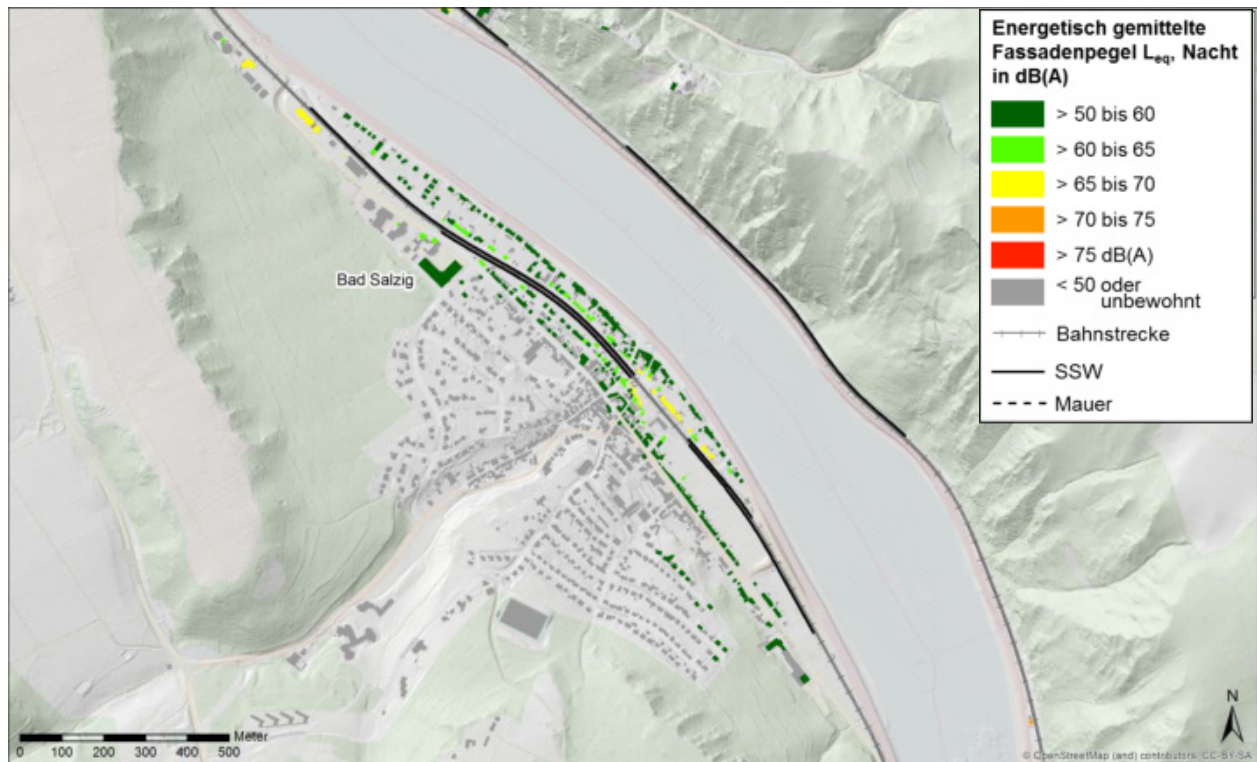 Energetisch gemittelte
Fassadenpegel Leq, Nacht
in dB(A)
> 50 bis 60
> 60 bis 65
> 65 bis 70
> 70 bis 75
> 75 dB(A)
< 50 oder
unbewohnt
Bahnstrecke
SSW
Mauer
Bad Salzig
N
Meter
0 100 200 300 400 500
© OpenStreetMap (and) contributors, CC-BY-SA